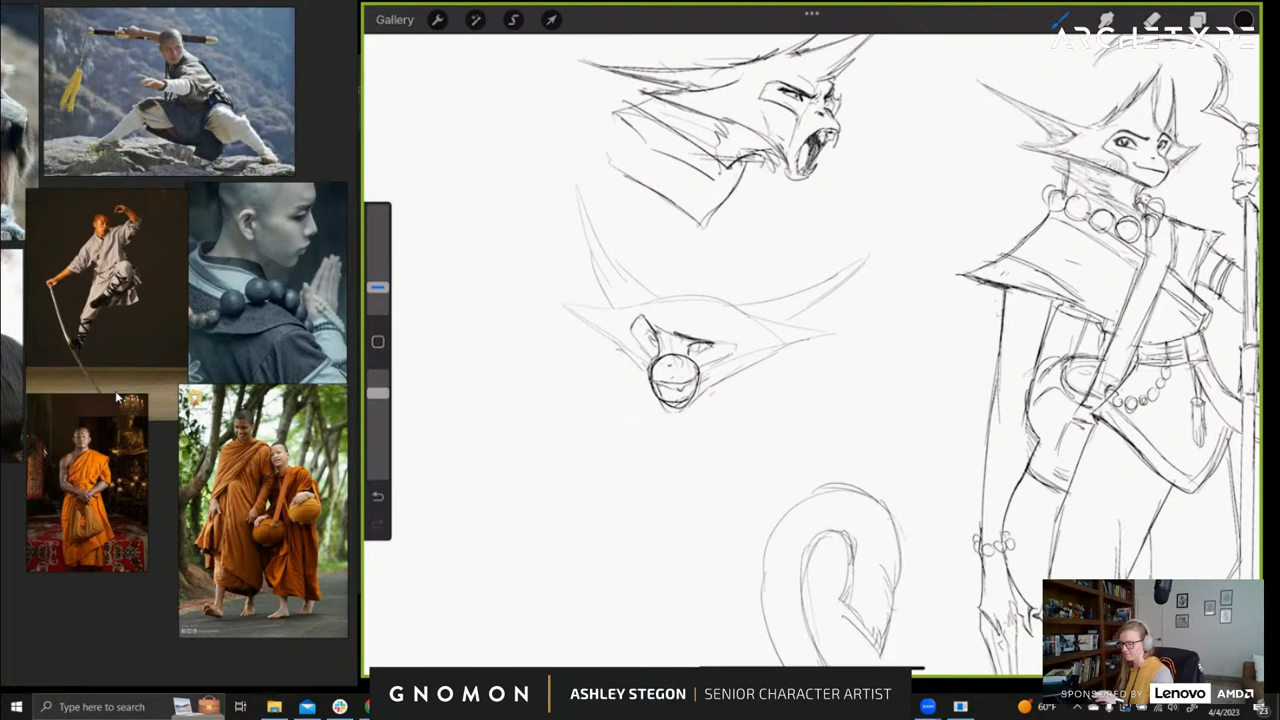 Gallery
ARCHETYPE
GNOMON
ASHLEY STEGON | SENIOR CHARACTER ARTIST
SPONSORED BY Lenovo AMD
Type here to search
60°F
4/4/2023
23